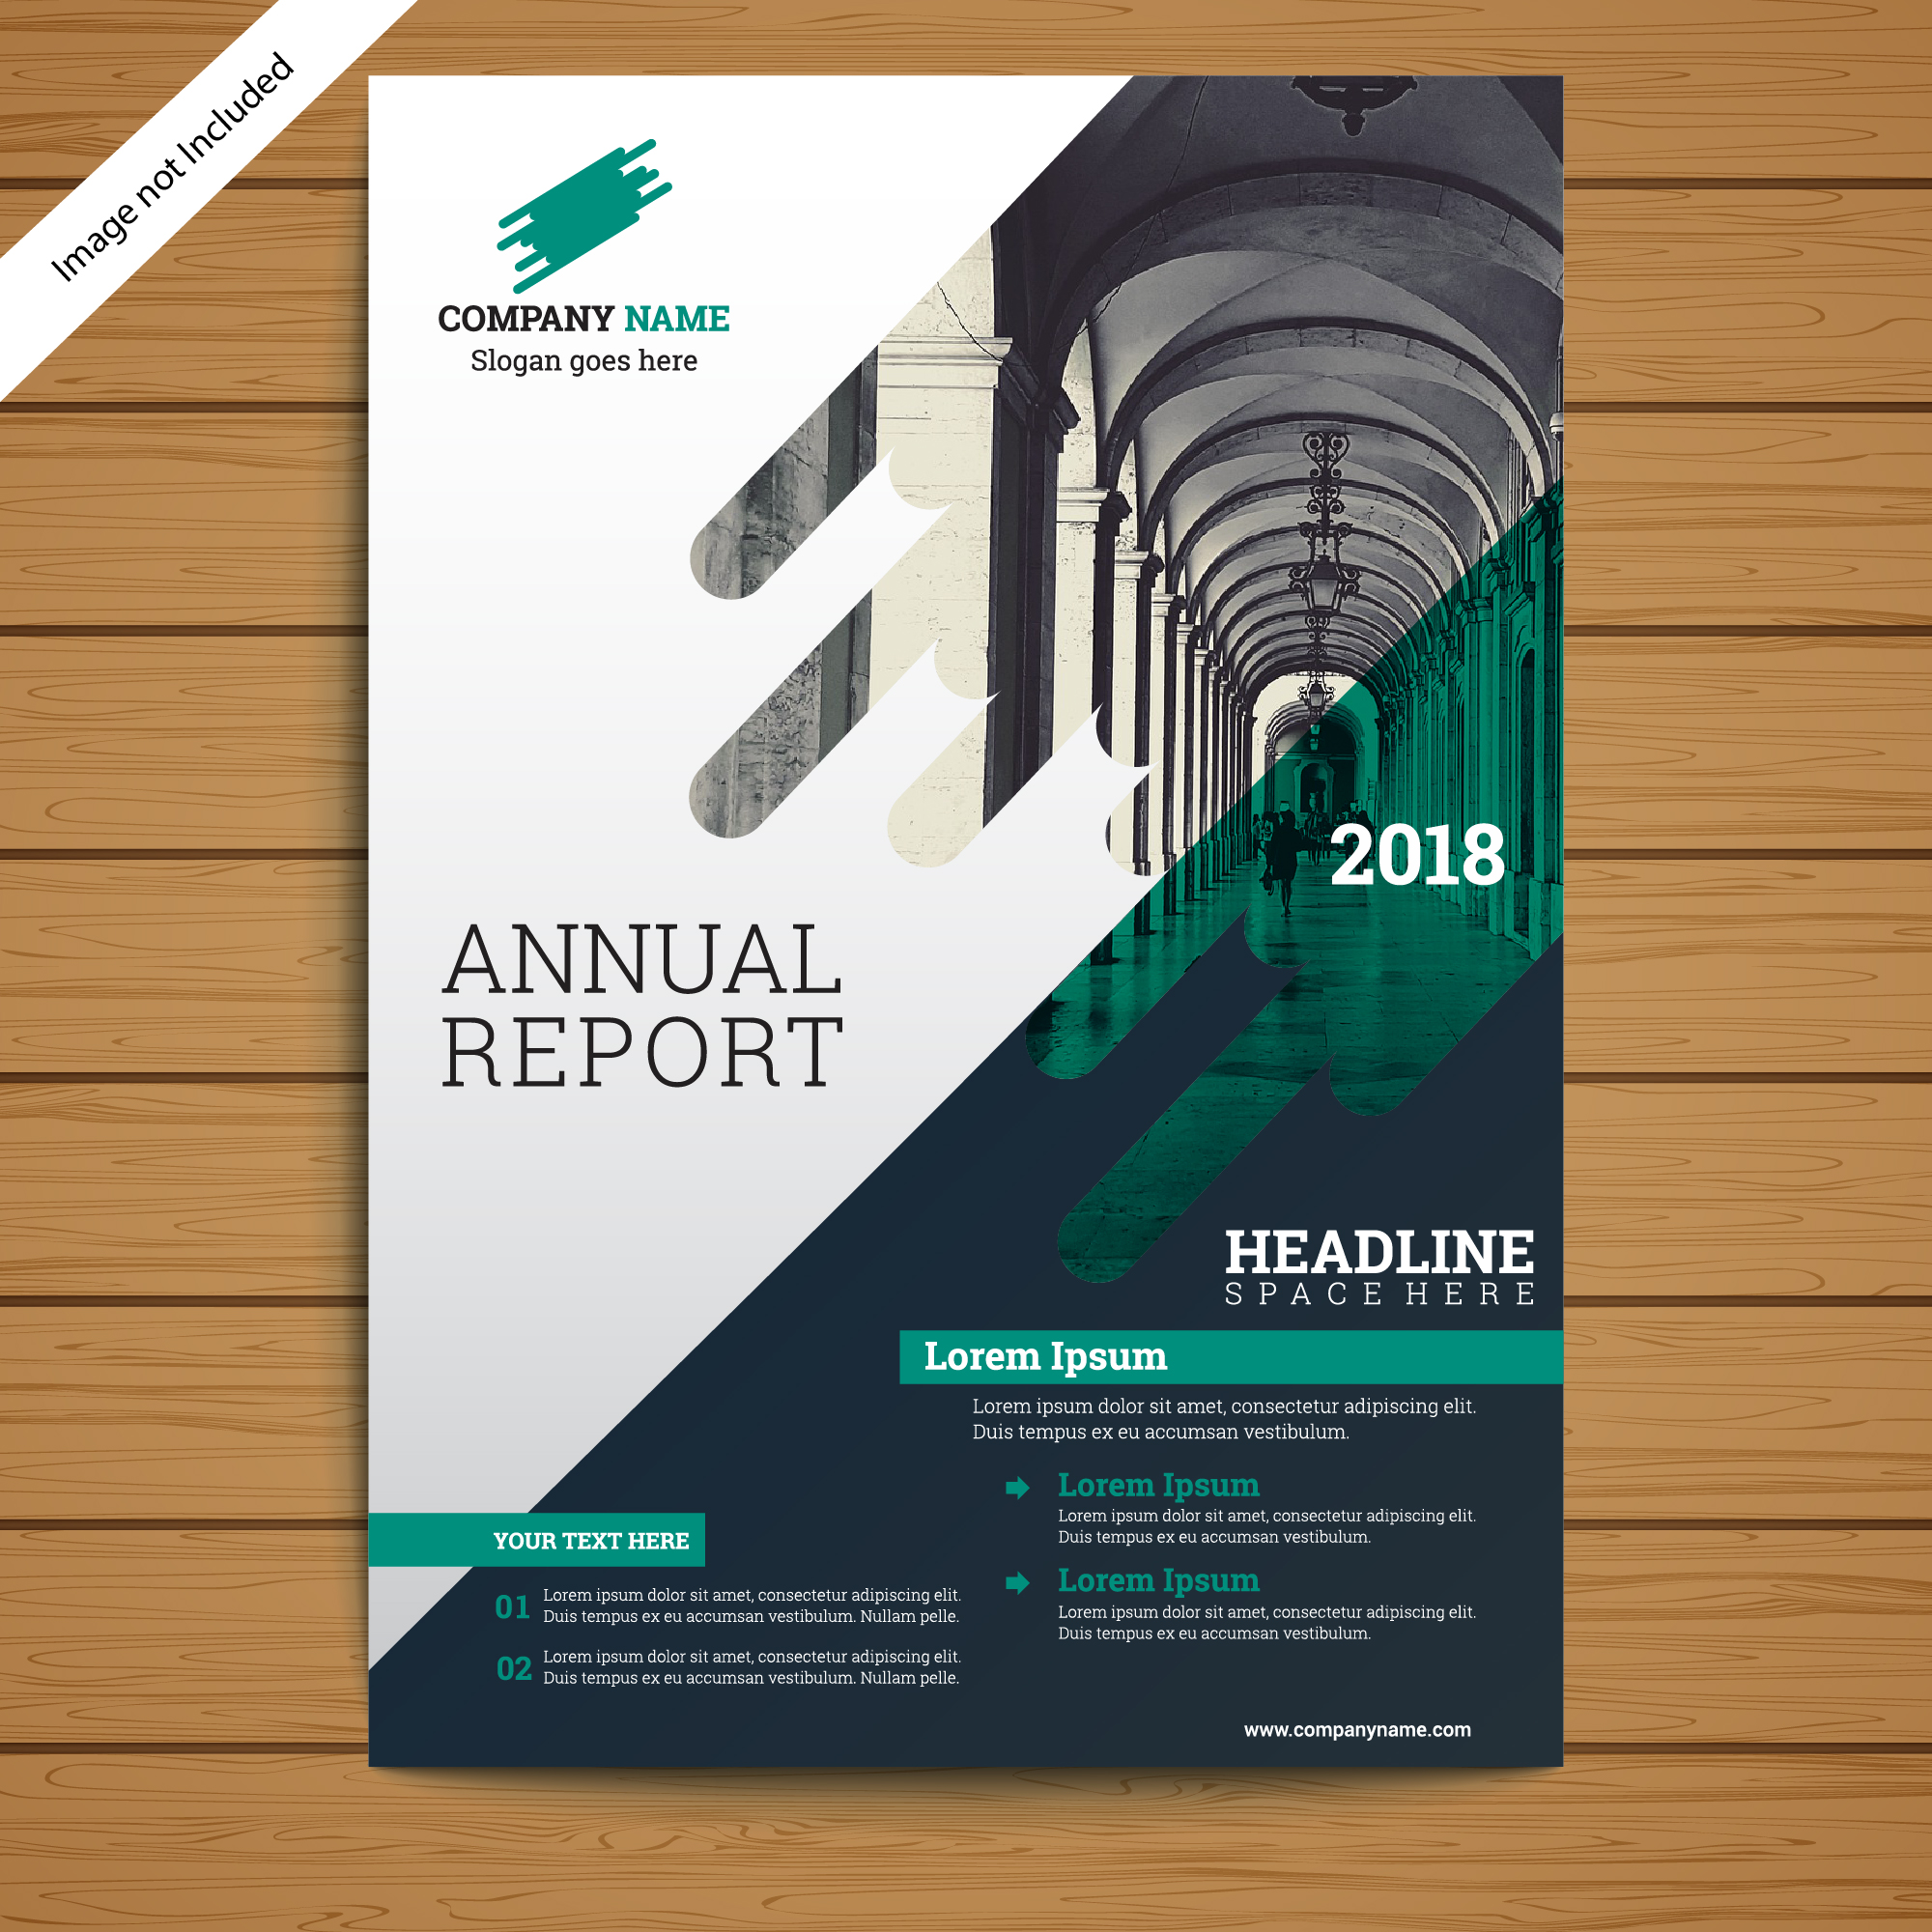 Image not Included
COMPANY NAME
Slogan goes here
2018
ANNUAL
REPORT
HEADLINE
SPACE HERE
Lorem Ipsum
Lorem ipsum dolor sit amet, consectetur adipiscing elit.
Duis tempus ex eu accumsan vestibulum.
Lorem Ipsum
Lorem ipsum dolor sit amet, consectetur adipiscing elit.
Duis tempus ex eu accumsan vestibulum.
Lorem Ipsum
Lorem ipsum dolor sit amet, consectetur adipiscing elit.
Duis tempus ex eu accumsan vestibulum.
YOUR TEXT HERE
01 Lorem ipsum dolor sit amet, consectetur adipiscing elit.
Duis tempus ex eu accumsan vestibulum. Nullam pelle.
02 Lorem ipsum dolor sit amet, consectetur adipiscing elit.
Duis tempus ex eu accumsan vestibulum. Nullam pelle.
www.companyname.com